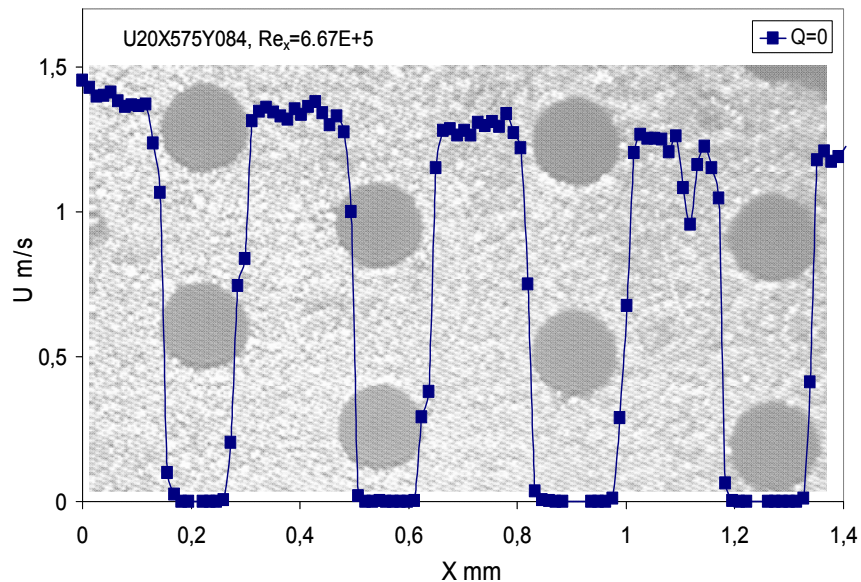 U20X575Y084, Reₓ=6.67E+5
Q=0
1,5
1
0,5
0
0 0,2 0,4 0,6 0,8 1 1,2 1,4
U m/s
X mm